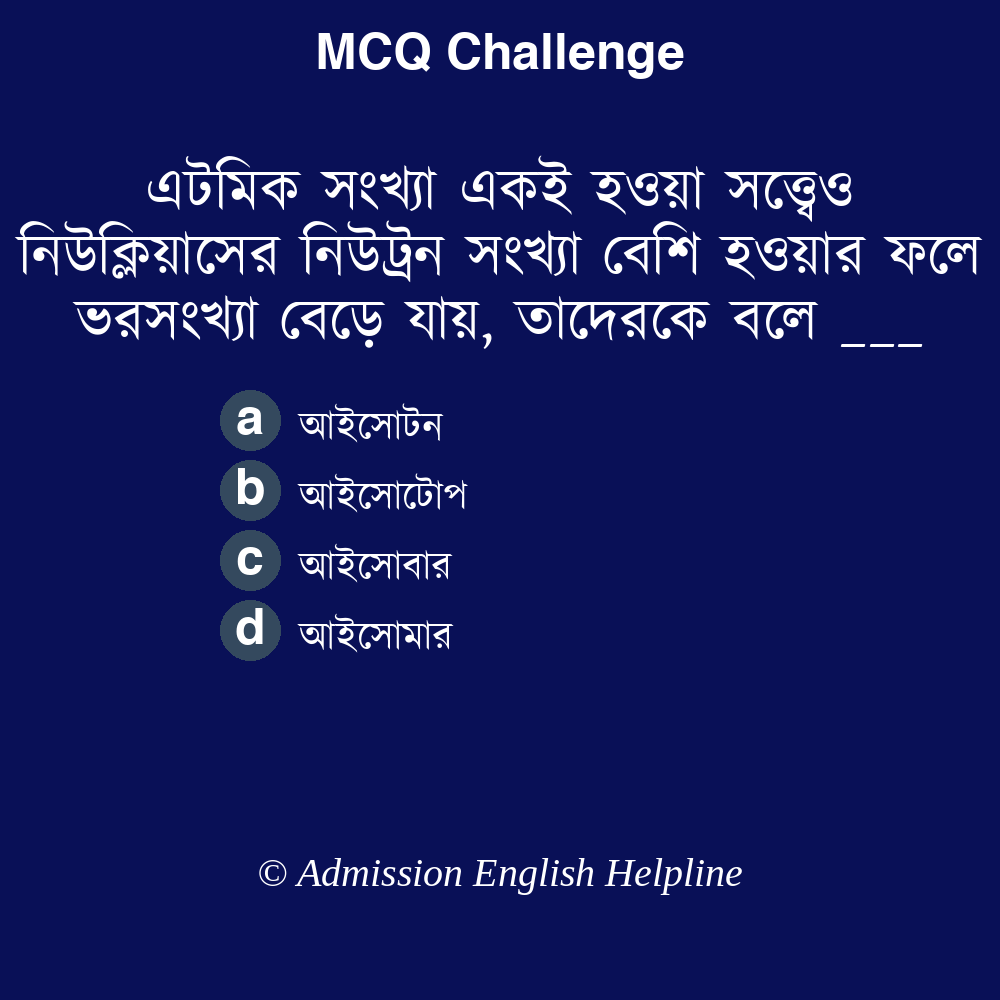 MCQ Challenge
এটমিক সংখ্যা একই হওয়া সত্ত্বেও
নিউক্লিয়াসের নিউট্রন সংখ্যা বেশি হওয়ার ফলে
ভরসংখ্যা বেড়ে যায়, তাদেরকে বলে ___
a আইসোটন
b আইসোটোপ
c আইসোবার
d আইসোমার
© Admission English Helpline